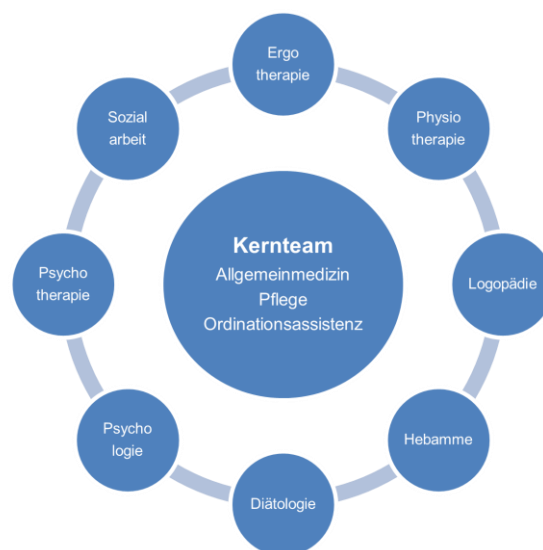 Ergo
therapie
Physio
therapie
Logopädie
Hebamme
Diätologie
Psycho
logie
Psycho
therapie
Sozial
arbeit
Kernteam
Allgemeinmedizin
Pflege
Ordinationsassistenz